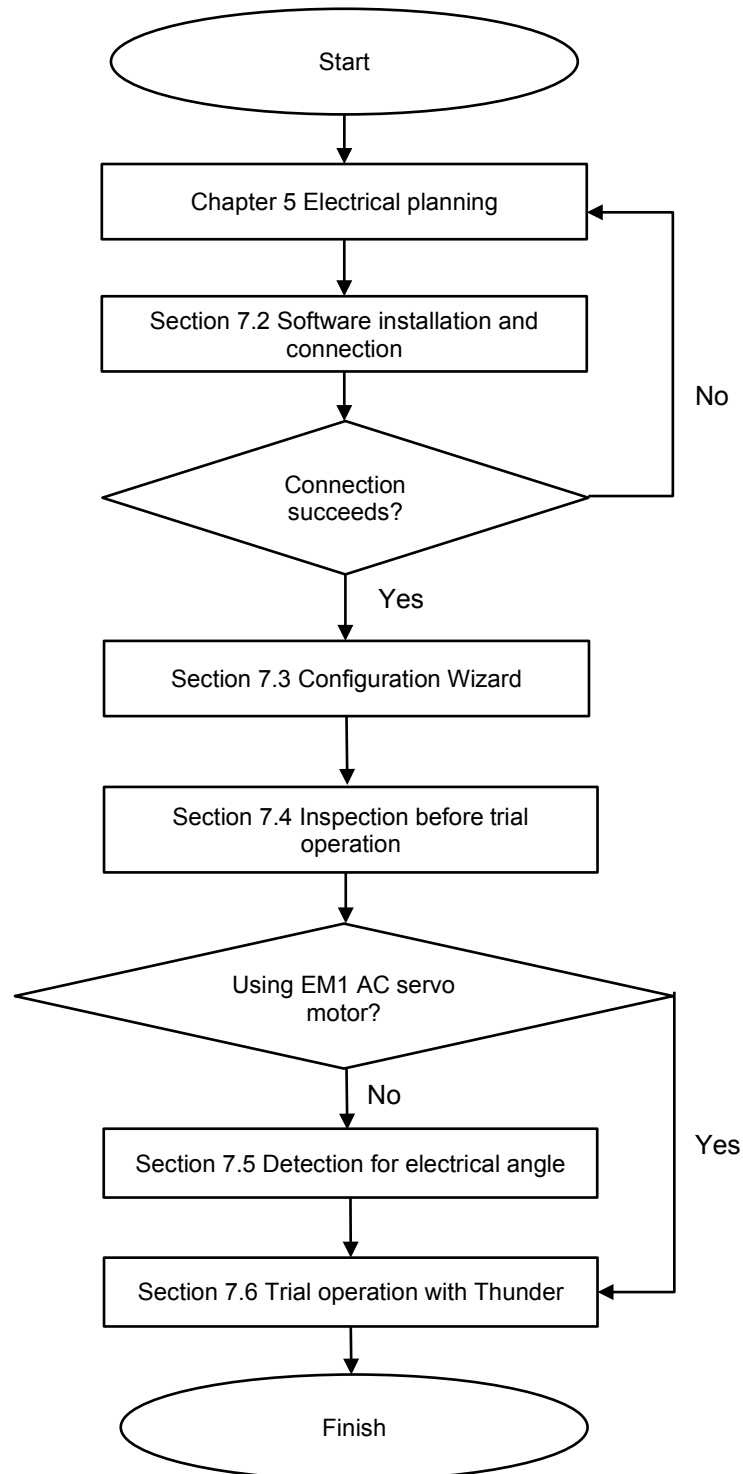 Start
Chapter 5 Electrical planning
Section 7.2 Software installation and
connection
No
Connection
succeeds?
Yes
Section 7.3 Configuration Wizard
Section 7.4 Inspection before trial
operation
Using EM1 AC servo
motor?
No
Section 7.5 Detection for electrical angle
Yes
Section 7.6 Trial operation with Thunder
Finish